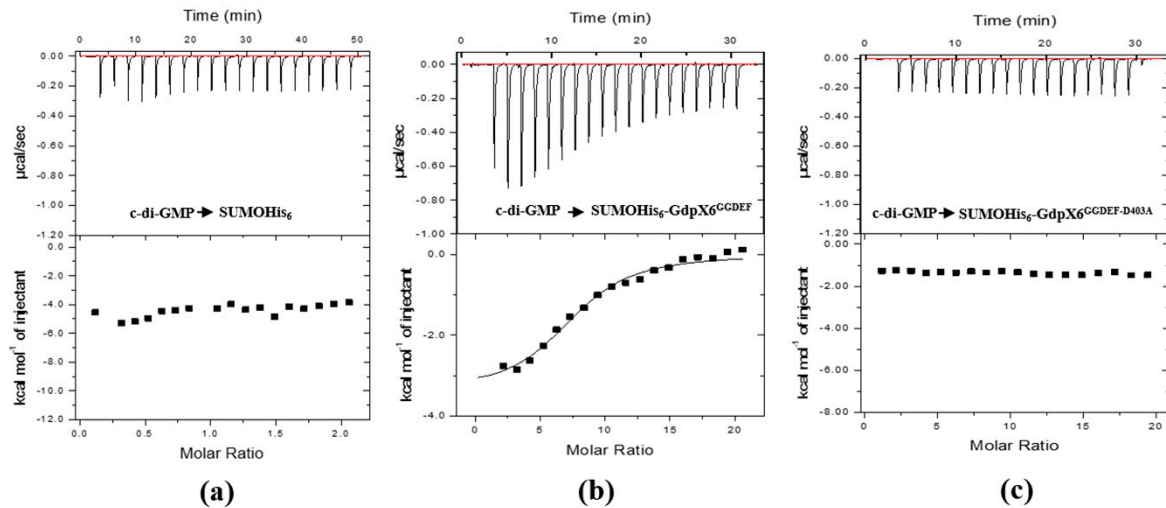 Time (min)
0 10 20 30 40 50
0.00
-0.20
-0.40
-0.60
-0.80
-1.00
-1.20
µcal/sec
c-di-GMP → SUMOHis₆
-2.0
-4.0
-6.0
-8.0
-10.0
-12.0
kcal mol⁻¹ of injectant
0.0 0.5 1.0 1.5 2.0
Molar Ratio
(a)
Time (min)
0 5 10 15 20 25 30
0.00
-0.20
-0.40
-0.60
-0.80
-1.00
µcal/sec
c-di-GMP → SUMOHis₆-GdpX6ᴳᴳᴰᴱᶠ
0.0
-2.0
-4.0
kcal mol⁻¹ of injectant
0 5 10 15 20
Molar Ratio
(b)
Time (min)
0 10 20 30
0.00
-0.20
-0.40
-0.60
-0.80
-1.00
-1.20
µcal/sec
c-di-GMP → SUMOHis₆-GdpX6ᴳᴳᴰᴱᶠ⁻ᴰ⁴⁰³ᴬ
0.00
-2.00
-4.00
-6.00
-8.00
kcal mol⁻¹ of injectant
0 5 10 15 20
Molar Ratio
(c)